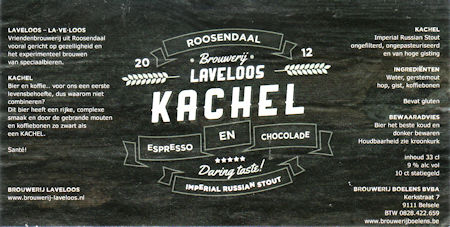 LAVELOOS – LA·VE·LOOS
Vriendenbrouwerij uit Roosendaal
vooral gericht op gezelligheid en
het experimenteel brouwen
van speciaalbieren.
KACHEL
Bier en koffie.. voor ons een eerste
levensbehoefte, dus waarom niet
combineren?
Dit bier heeft een rijke, complexe
smaak en door de gebrande mouten
en koffiebonen zo zwart als
een KACHEL.
Santé!
BROUWERIJ LAVELOOS
www.brouwerij-laveloos.nl
ROOSENDAAL
Brouwerij
20 12
LAVELOOS
KACHEL
ESPRESSO EN CHOCOLADE
Daring taste!
IMPERIAL RUSSIAN STOUT
KACHEL
Imperial Russian Stout
ongefilterd, ongepasteuriseerd
en van hoge gisting
INGREDIËNTEN
Water, gerstemout
hop, gist, koffiebonen
Bevat gluten
BEWAARADVIES
Bier het beste koud en
donker bewaren
Houdbaarheid zie kroonkurk
inhoud 33 cl
9 % alc vol
10 ct statiegeld
BROUWERIJ BOELENS BVBA
Kerkstraat 7
9111 Belsele
BTW 0828.422.659
www.brouwerijboelens.be